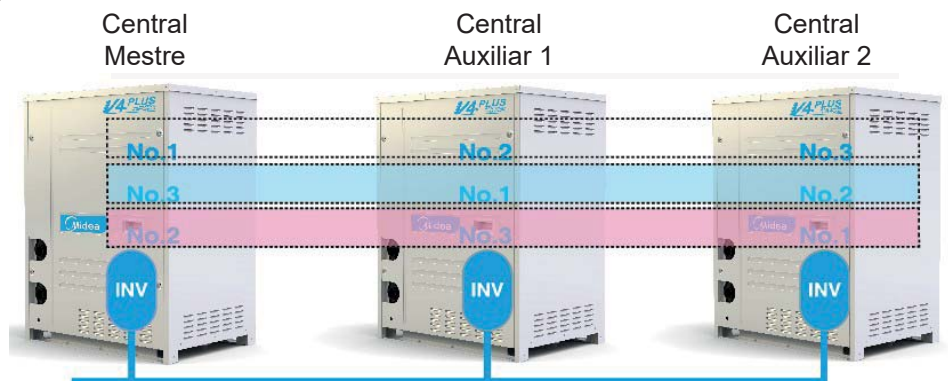 Central
Mestre
Central
Auxiliar 1
Central
Auxiliar 2
V4 PLUS
V4 PLUS
V4 PLUS
No.1
No.2
No.3
No.3
No.1
No.2
Midea
No.2
Midea
No.3
Midea
No.1
INV
INV
INV